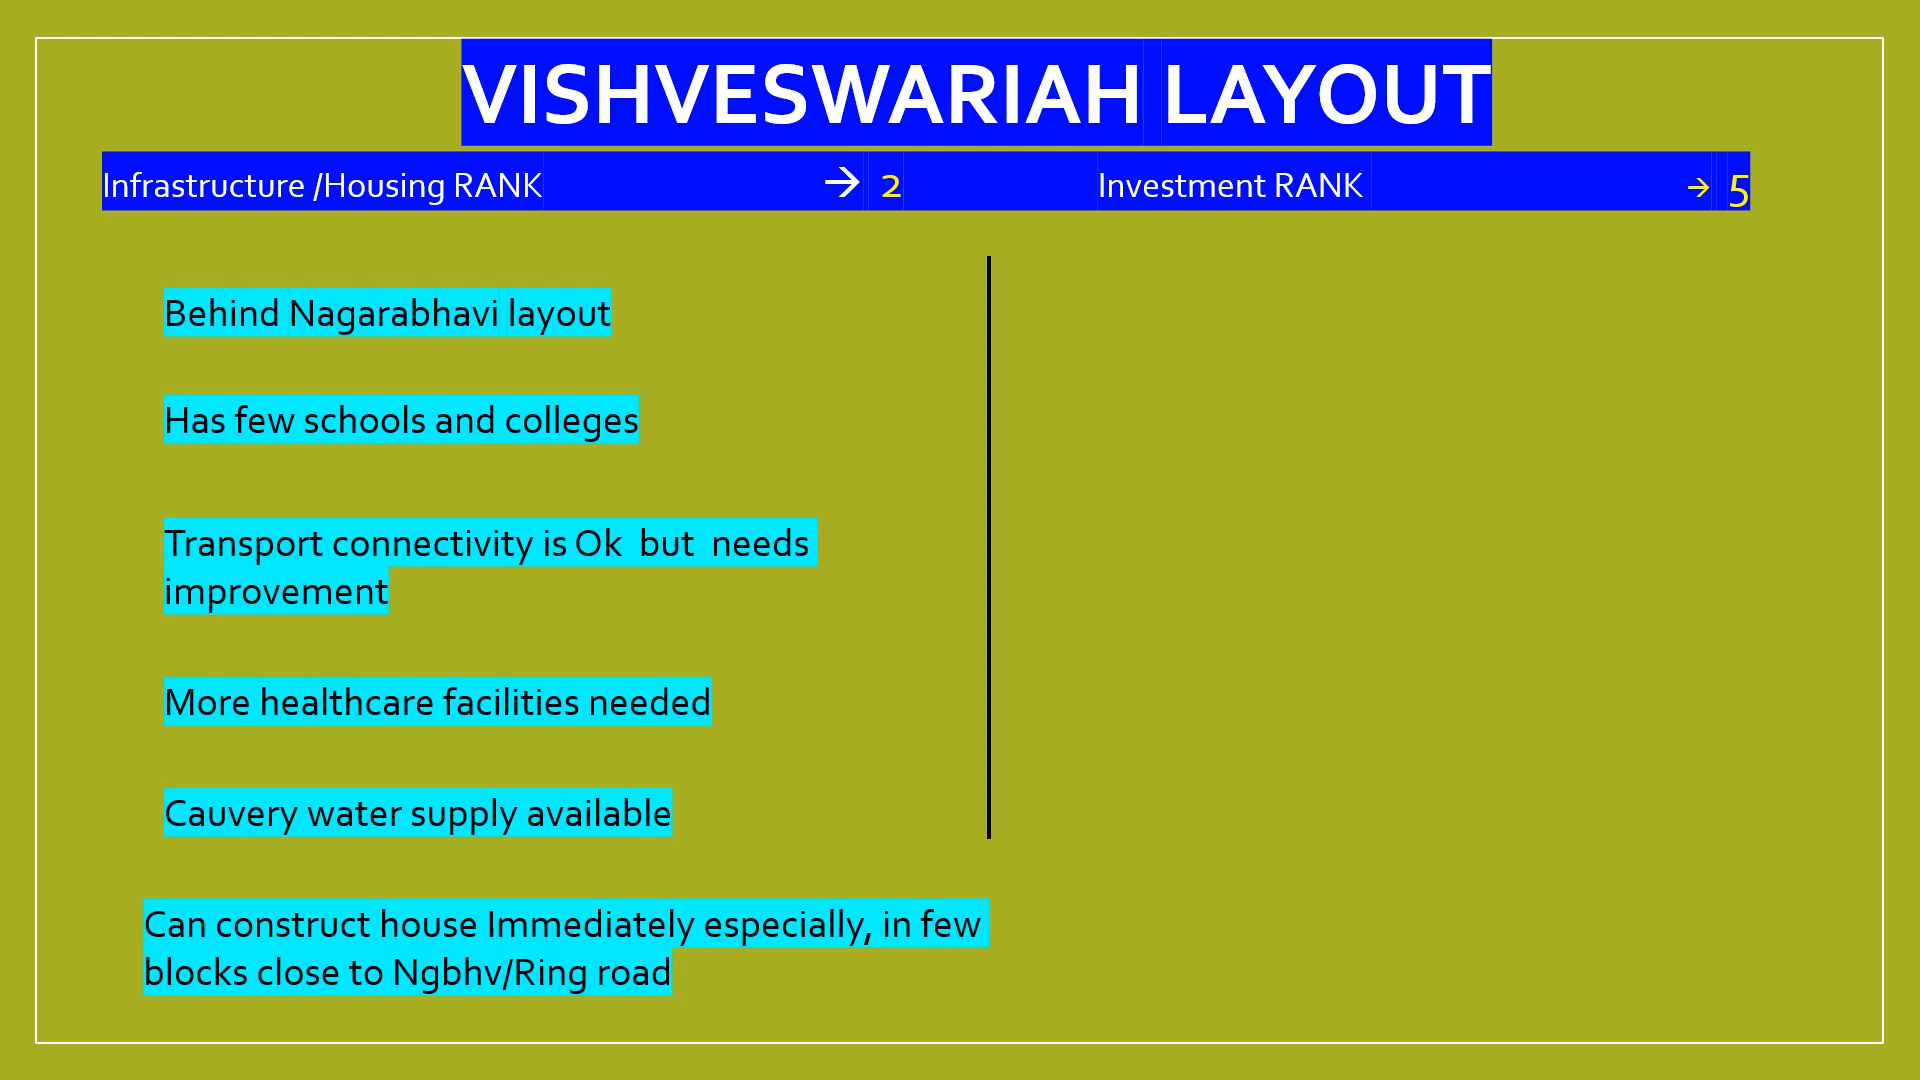 VISHVESWARIAH LAYOUT
Infrastructure /Housing RANK → 2 Investment RANK → 5
Behind Nagarabhavi layout
Has few schools and colleges
Transport connectivity is Ok but needs
improvement
More healthcare facilities needed
Cauvery water supply available
Can construct house Immediately especially, in few
blocks close to Ngbhv/Ring road